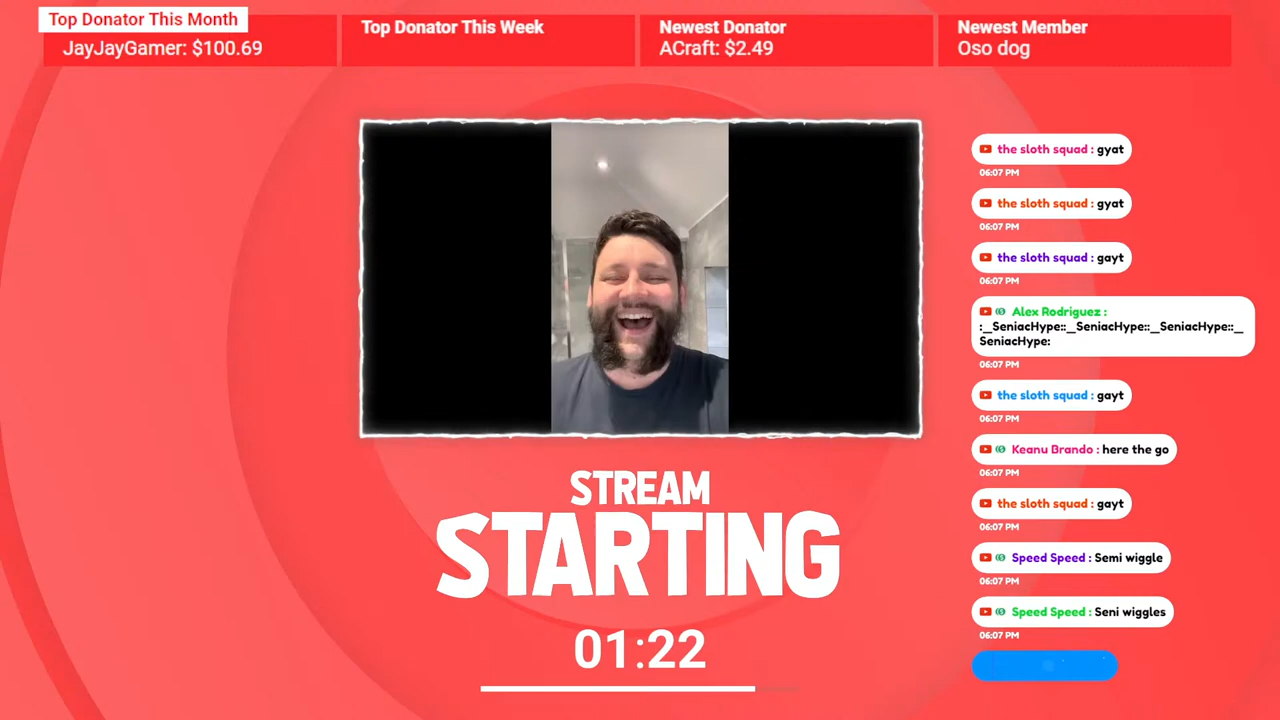 Top Donator This Month
JayJayGamer: $100.69
Top Donator This Week
Newest Donator
ACraft: $2.49
Newest Member
Oso dog
the sloth squad : gyat
06:07 PM
the sloth squad : gyat
06:07 PM
the sloth squad : gayt
06:07 PM
Alex Rodriguez :
:__SeniacHype::__SeniacHype::__SeniacHype::__
SeniacHype:
06:07 PM
the sloth squad : gayt
06:07 PM
Keanu Brando : here the go
06:07 PM
the sloth squad : gayt
06:07 PM
Speed Speed : Semi wiggle
06:07 PM
Speed Speed : Seni wiggles
06:07 PM
STREAM
STARTING
01:22